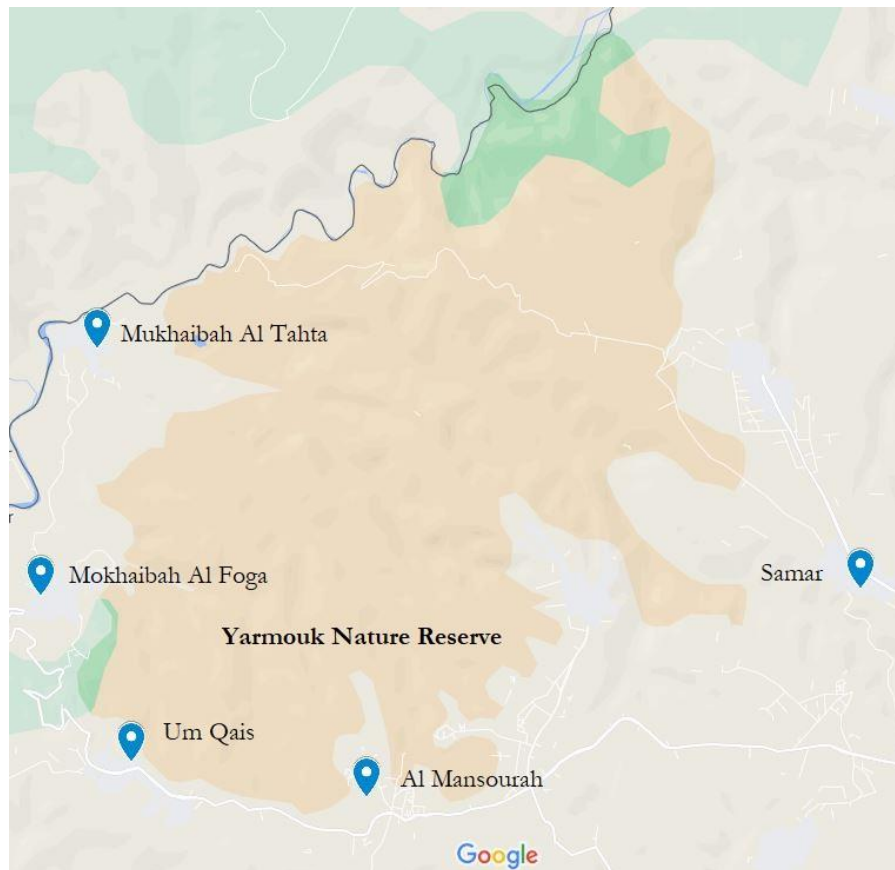 Mukhaibah Al Tahta
Mokhaibah Al Foga
Samar
Yarmouk Nature Reserve
Um Qais
Al Mansourah
Google